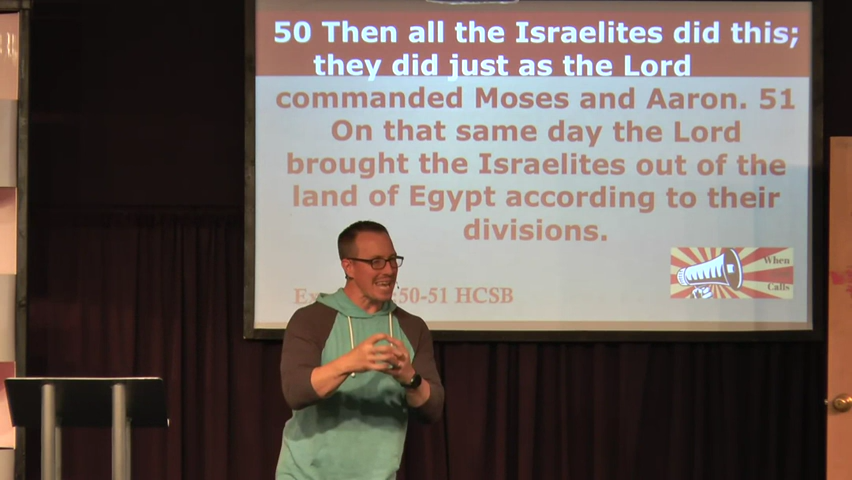 50 Then all the Israelites did this;
they did just as the Lord
commanded Moses and Aaron. 51
On that same day the Lord
brought the Israelites out of the
land of Egypt according to their
divisions.
When
Calls
:50-51 HCSB